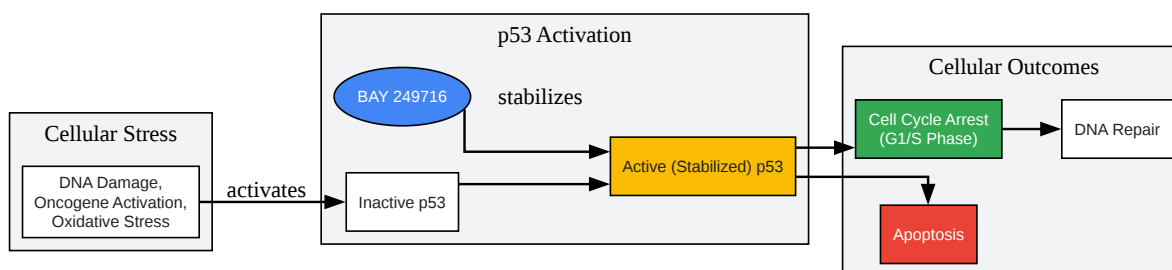 Cellular Stress
DNA Damage,
Oncogene Activation,
Oxidative Stress
activates
p53 Activation
BAY 249716
stabilizes
Inactive p53
Active (Stabilized) p53
Cellular Outcomes
Cell Cycle Arrest
(G1/S Phase)
DNA Repair
Apoptosis